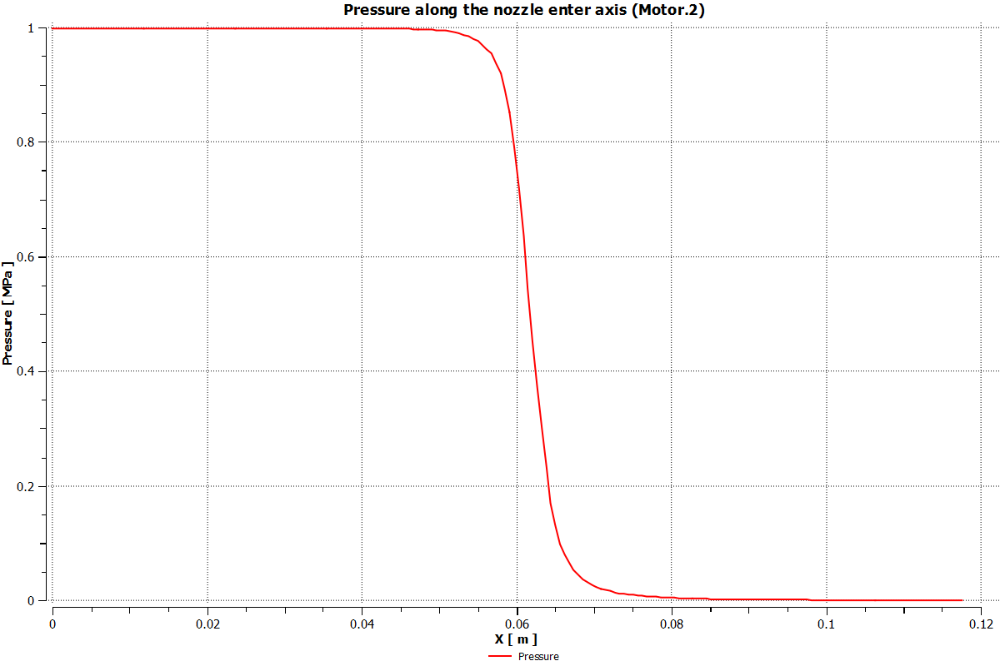 Pressure along the nozzle enter axis (Motor.2)
1
0.8
0.6
0.4
0.2
0
Pressure [ MPa ]
0 0.02 0.04 0.06 0.08 0.1 0.12
X [ m ]
Pressure